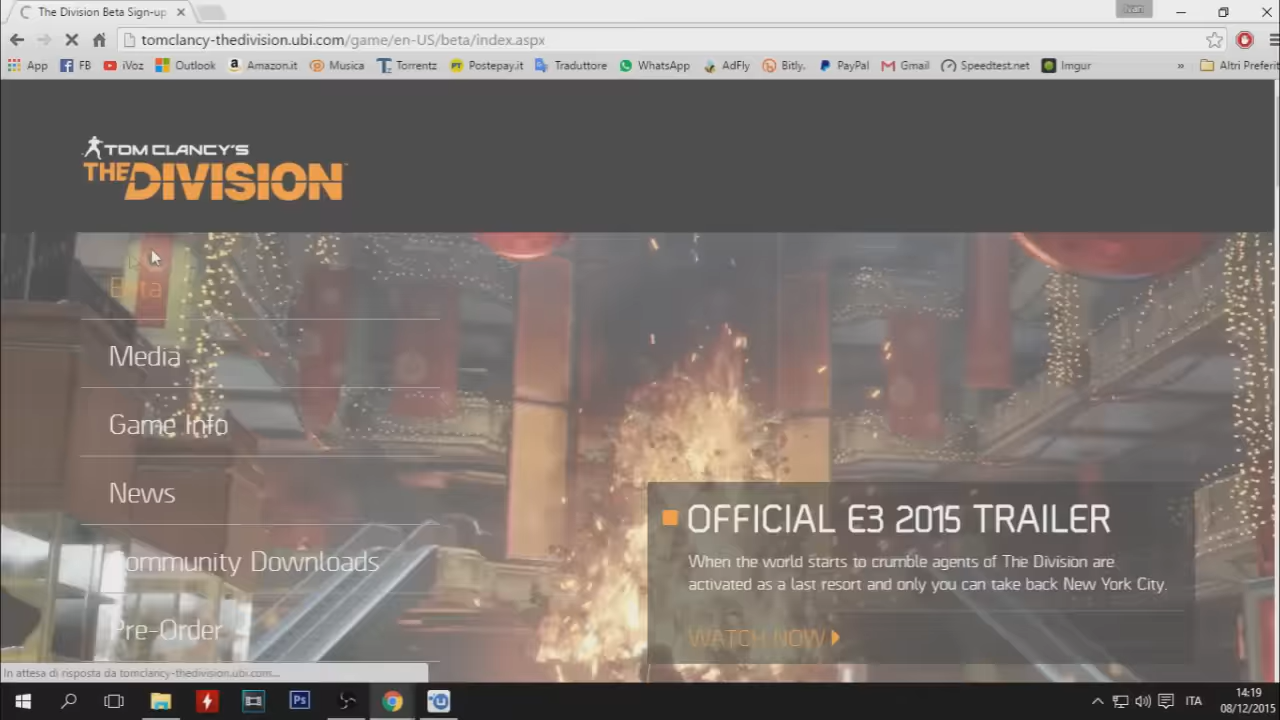 The Division Beta Sign-up
Ivan
tomclancy-thedivision.ubi.com/game/en-US/beta/index.aspx
App FB iVoz Outlook Amazon.it Musica Torrentz Postepay.it Traduttore WhatsApp AdFly Bitly. PayPal Gmail Speedtest.net Imgur » Altri Preferit
TOM CLANCY'S
THE DIVISION
Beta
Media
Game Info
News
Community Downloads
Pre-Order
OFFICIAL E3 2015 TRAILER
When the world starts to crumble agents of The Division are
activated as a last resort and only you can take back New York City.
WATCH NOW
In attesa di risposta da tomclancy-thedivision.ubi.com...
Ps
ITA
14:19
08/12/2015